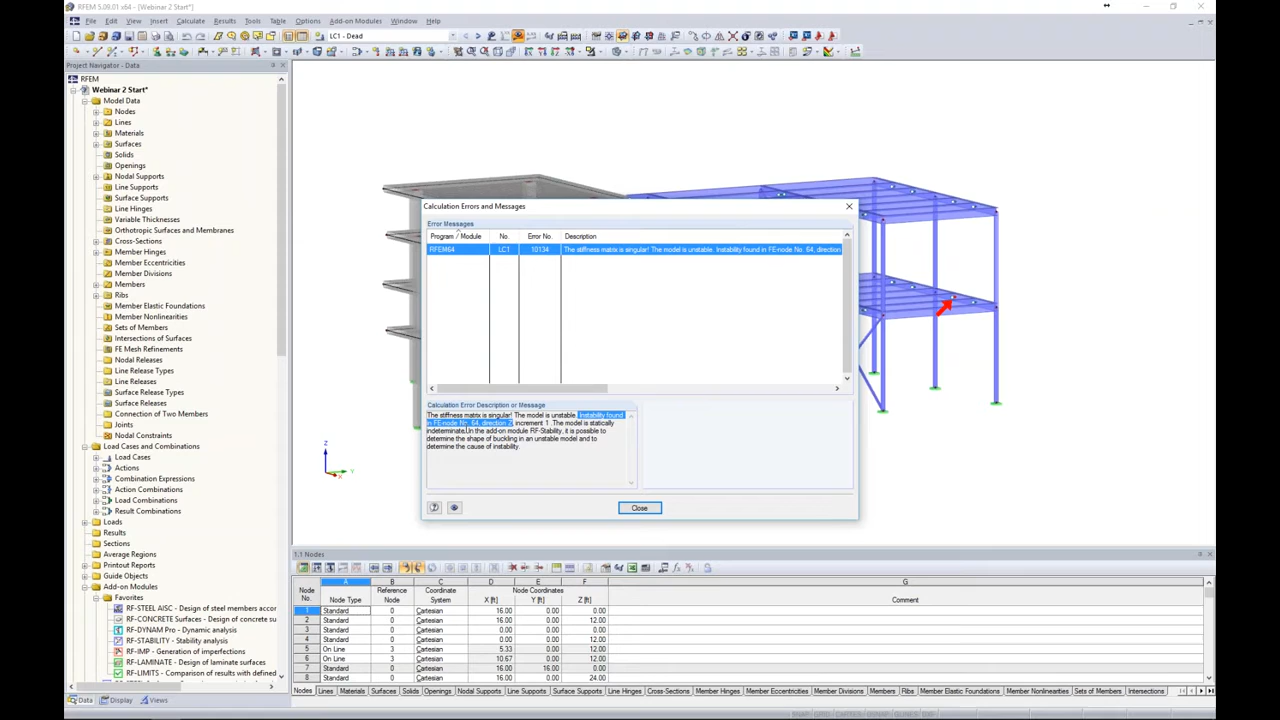 RFEM 5.09.01 x64 - [Webinar 2 Start*]
File Edit View Insert Calculate Results Tools Table Options Add-on Modules Window Help
LC1 - Dead
Project Navigator - Data
RFEM
Webinar 2 Start*
Model Data
Nodes
Lines
Materials
Surfaces
Solids
Openings
Nodal Supports
Line Supports
Surface Supports
Line Hinges
Variable Thicknesses
Orthotropic Surfaces and Membranes
Cross-Sections
Member Hinges
Member Eccentricities
Member Divisions
Members
Ribs
Member Elastic Foundations
Member Nonlinearities
Sets of Members
Intersections of Surfaces
FE Mesh Refinements
Nodal Releases
Line Release Types
Line Releases
Surface Release Types
Surface Releases
Connection of Two Members
Joints
Nodal Constraints
Load Cases and Combinations
Load Cases
Actions
Combination Expressions
Action Combinations
Load Combinations
Result Combinations
Loads
Results
Sections
Average Regions
Printout Reports
Guide Objects
Add-on Modules
Favorites
RF-STEEL AISC - Design of steel members accor
RF-CONCRETE Surfaces - Design of concrete su
RF-DYNAM Pro - Dynamic analysis
RF-STABILITY - Stability analysis
RF-IMP - Generation of imperfections
RF-LAMINATE - Design of laminate surfaces
RF-LIMITS - Comparison of results with defined
Data Display Views
Calculation Errors and Messages
Error Messages
Program / Module No. Error No. Description
RFEM64 LC1 10134 The stiffness matrix is singular! The model is unstable. Instability found in FE-node No. 64, direction
Calculation Error Description or Message
The stiffness matrix is singular! The model is unstable. Instability found
in FE-node No. 64, direction increment 1 .The model is statically
indeterminate.In the add-on module RF-Stability, it is possible to
determine the shape of buckling in an unstable model and to
determine the cause of instability.
Close
Z
Y
X
1.1 Nodes
A B C D E F G
Node Reference Coordinate Node Coordinates
No. Node Type Node System X [ft] Y [ft] Z [ft] Comment
1 Standard 0 Cartesian 16.00 0.00 0.00
2 Standard 0 Cartesian 16.00 0.00 12.00
3 Standard 0 Cartesian 0.00 0.00 12.00
4 Standard 0 Cartesian 0.00 0.00 0.00
5 On Line 3 Cartesian 5.33 0.00 12.00
6 On Line 3 Cartesian 10.67 0.00 12.00
7 Standard 0 Cartesian 16.00 16.00 0.00
8 Standard 0 Cartesian 16.00 0.00 24.00
Nodes Lines Materials Surfaces Solids Openings Nodal Supports Line Supports Surface Supports Line Hinges Cross-Sections Member Hinges Member Eccentricities Member Divisions Members Ribs Member Elastic Foundations Member Nonlinearities Sets of Members Intersections